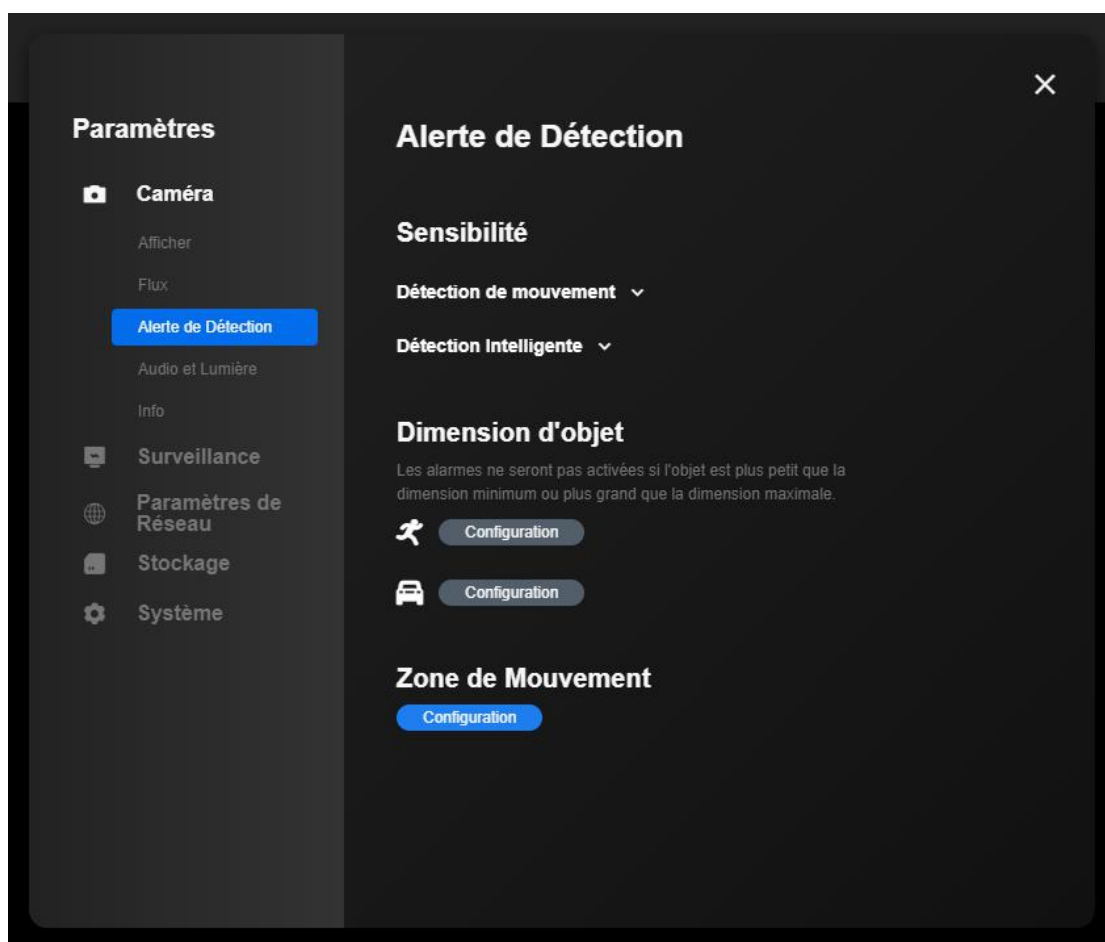 Paramètres
Caméra
Afficher
Flux
Alerte de Détection
Audio et Lumière
Info
Surveillance
Paramètres de
Réseau
Stockage
Système
Alerte de Détection
Sensibilité
Détection de mouvement
Détection Intelligente
Dimension d'objet
Les alarmes ne seront pas activées si l'objet est plus petit que la
dimension minimum ou plus grand que la dimension maximale.
Configuration
Configuration
Zone de Mouvement
Configuration